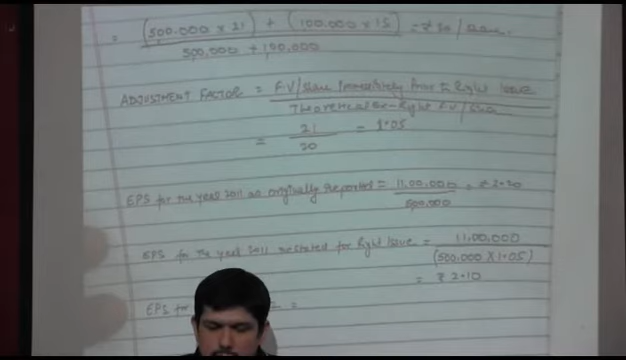 = (500,000 × 21) + (100,000 × 15) = ₹ 20 / share.
500,000 + 100,000
ADJUSTMENT FACTOR = F.V/share Immediately Prior to Right Issue
Theoretical Ex-Right F.V/share
= 21 = 1.05
20
EPS for the year 2011 as originally Reported = 11,00,000 = ₹ 2.20
500,000
EPS for the year 2011 restated for Right Issue = 11,00,000
(500,000 × 1.05)
= ₹ 2.10
EPS for =